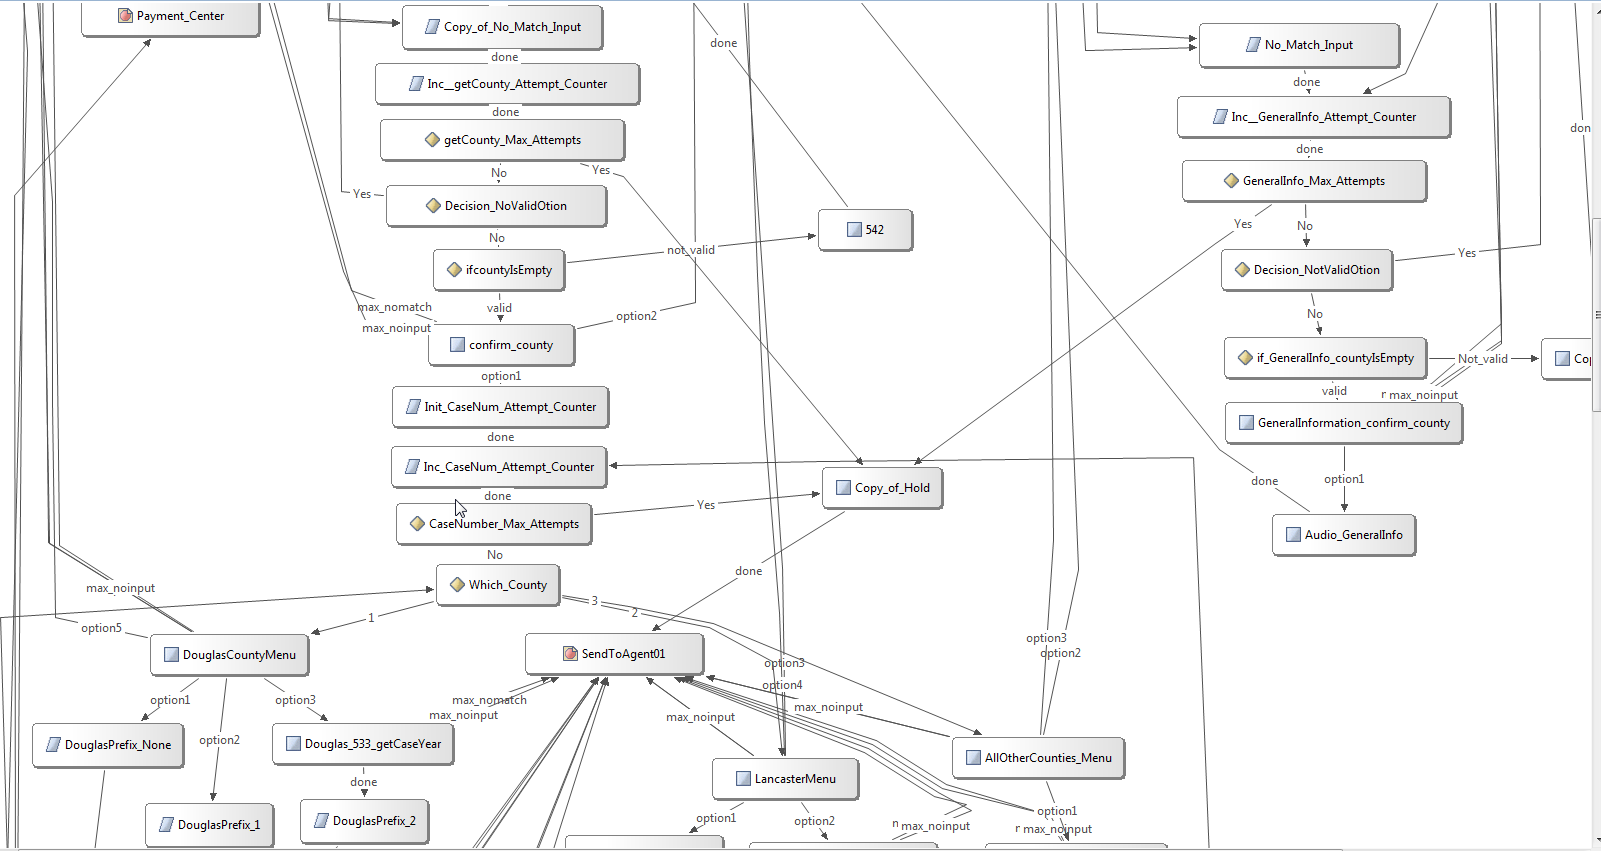 Payment_Center
Copy_of_No_Match_Input
done
No_Match_Input
done
Inc__getCounty_Attempt_Counter
done
done
Inc__GeneralInfo_Attempt_Counter
done
getCounty_Max_Attempts
No
Yes
GeneralInfo_Max_Attempts
Yes
Decision_NoValidOtion
No
542
Yes
No
not_valid
ifcountyIsEmpty
Decision_NotValidOtion
Yes
valid
max_nomatch
max_noinput
option2
No
confirm_county
if_GeneralInfo_countyIsEmpty
Not_valid
option1
valid
max_noinput
Init_CaseNum_Attempt_Counter
GeneralInformation_confirm_county
done
Inc_CaseNum_Attempt_Counter
done
option1
done
Copy_of_Hold
Yes
CaseNumber_Max_Attempts
Audio_GeneralInfo
No
done
Which_County
max_noinput
3
2
1
option5
DouglasCountyMenu
SendToAgent01
option3
option2
option3
option4
option1
option3
max_nomatch
max_noinput
max_noinput
max_noinput
option2
DouglasPrefix_None
Douglas_533_getCaseYear
AllOtherCounties_Menu
done
LancasterMenu
DouglasPrefix_1
DouglasPrefix_2
option1
option2
max_noinput
option1
max_noinput